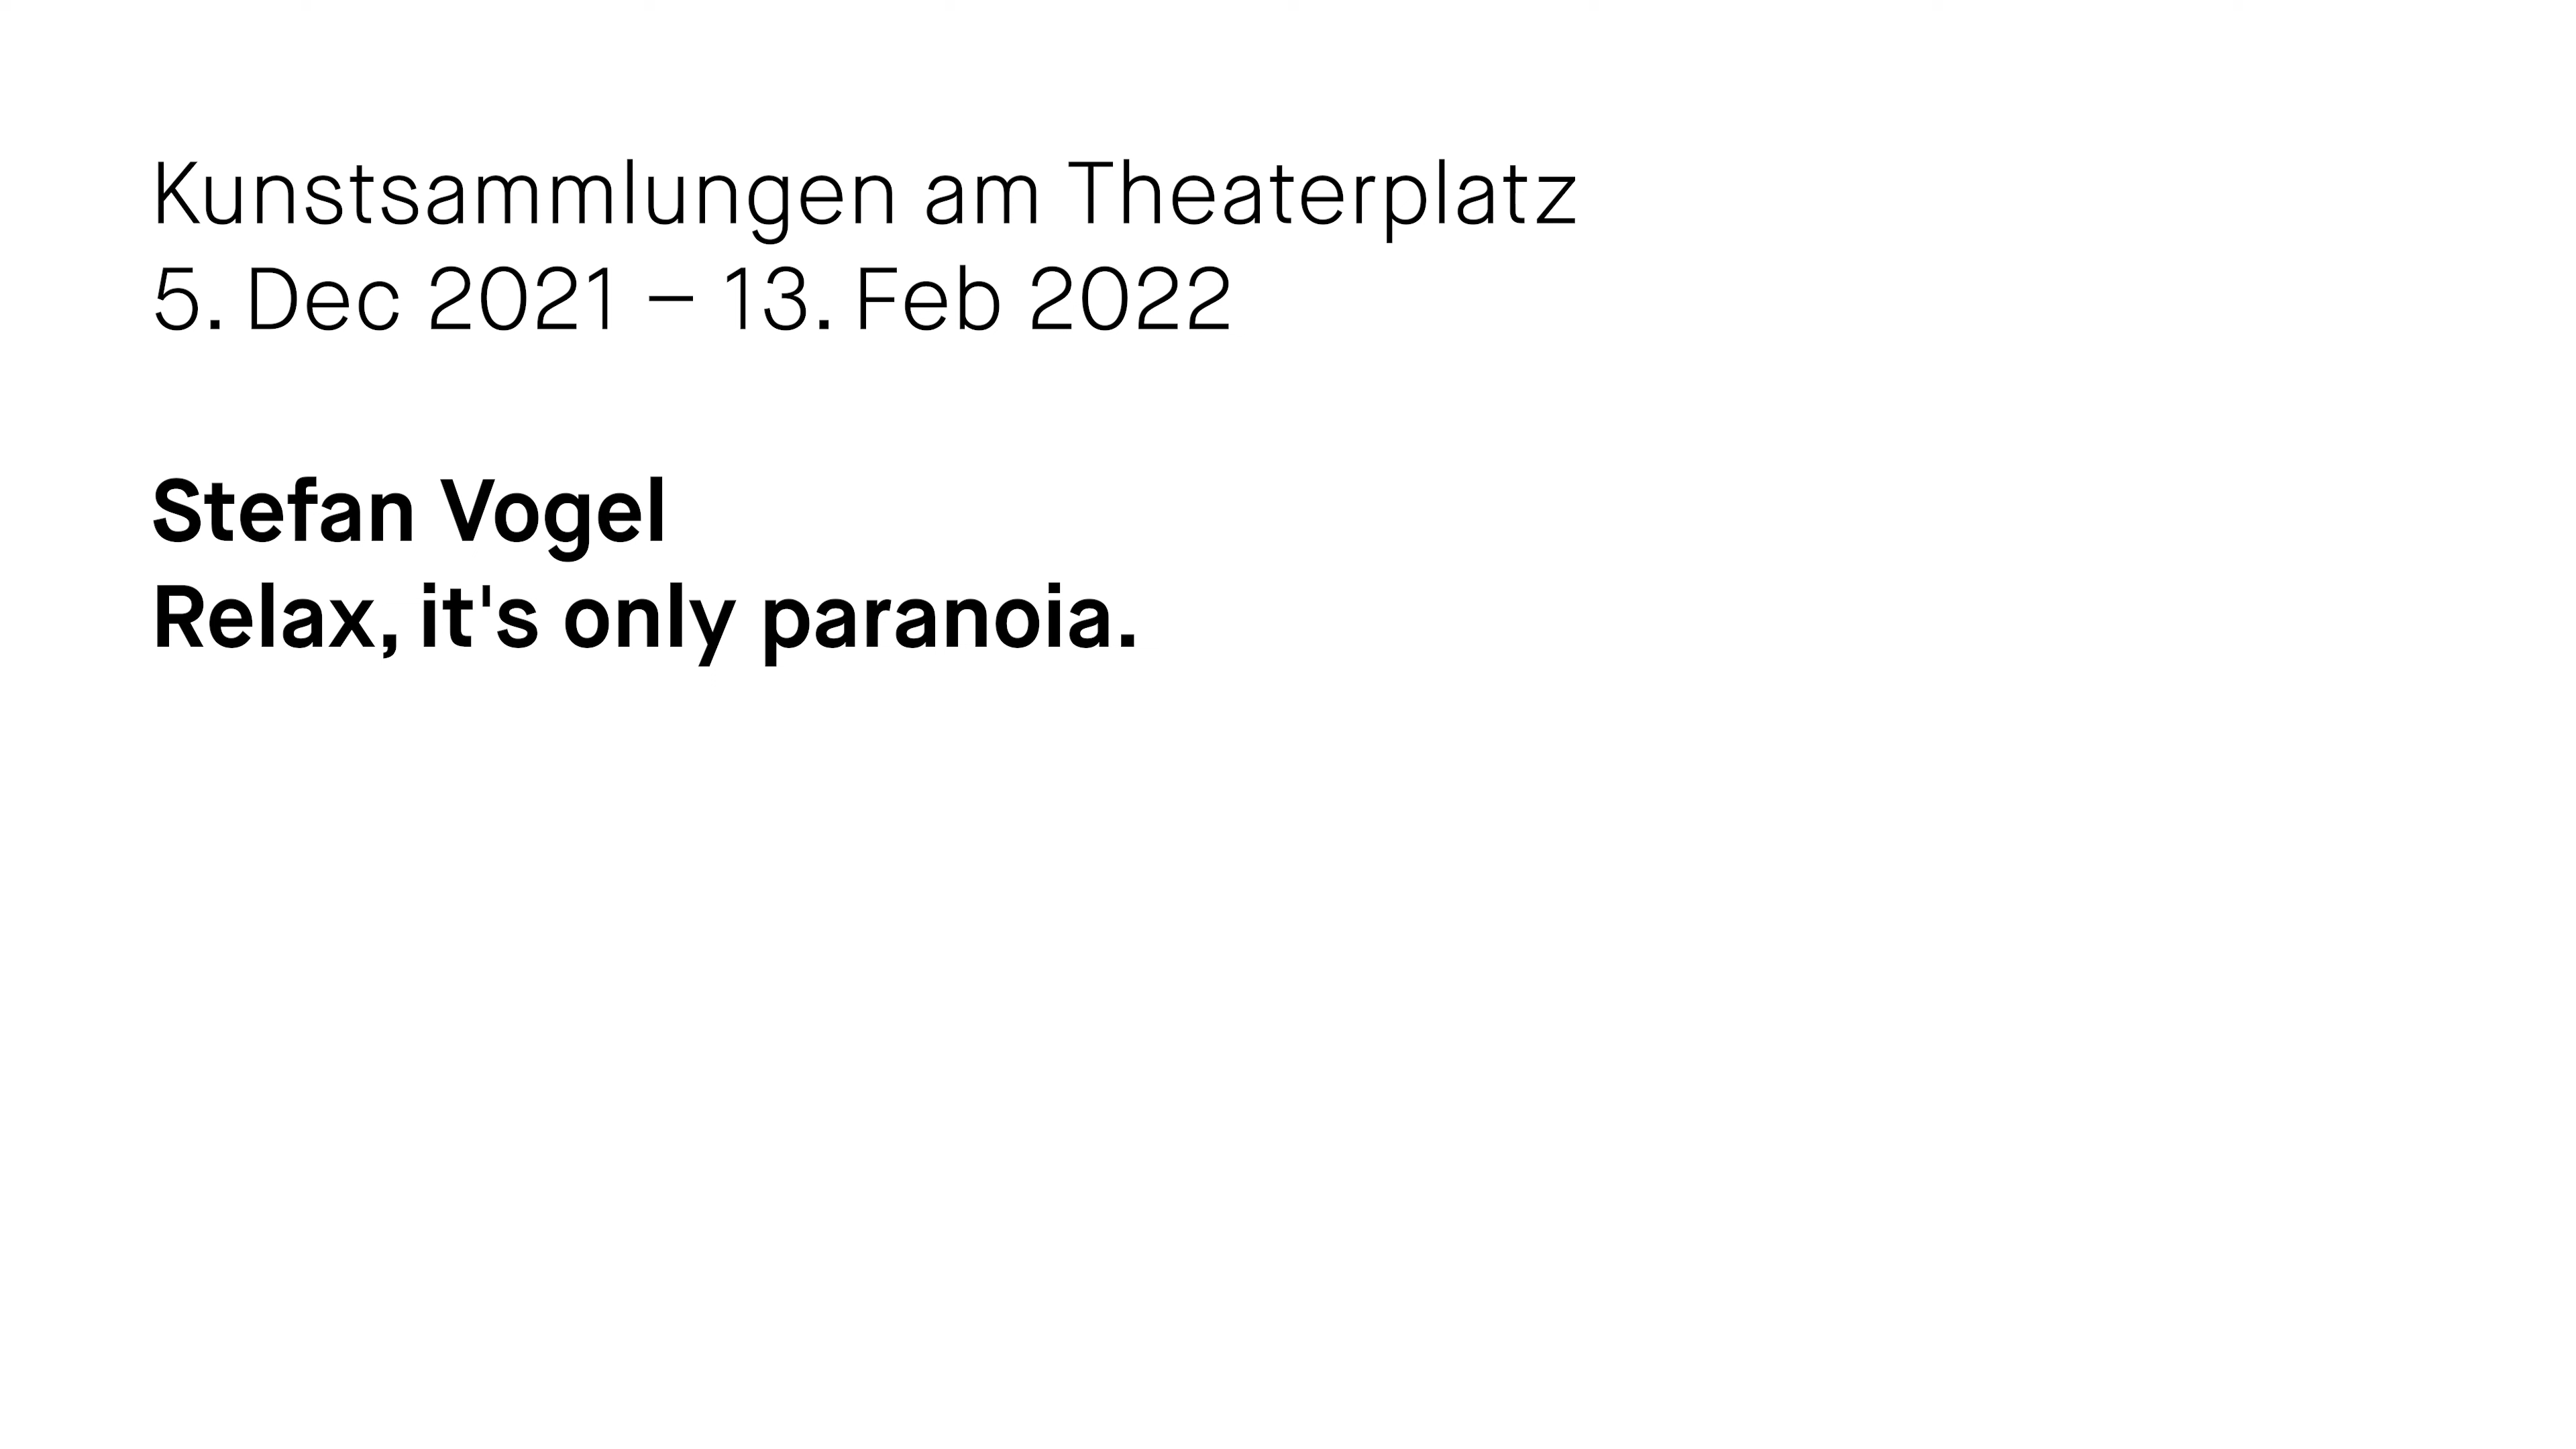 Kunstsammlungen am Theaterplatz
5. Dec 2021 – 13. Feb 2022
Stefan Vogel
Relax, it's only paranoia.